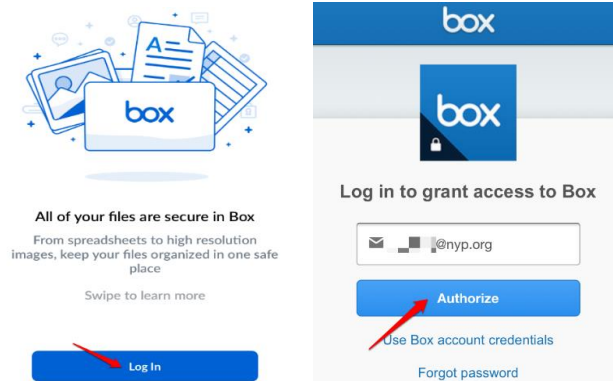 A
box
All of your files are secure in Box
From spreadsheets to high resolution
images, keep your files organized in one safe
place
Swipe to learn more
Log In
box
box
Log in to grant access to Box
@nyp.org
Authorize
Use Box account credentials
Forgot password